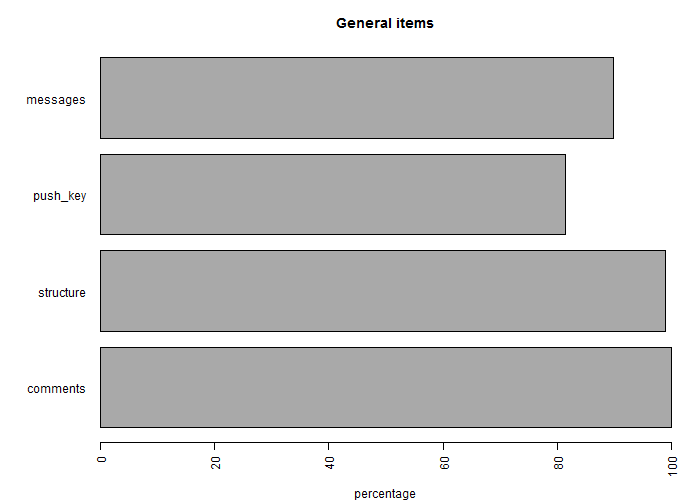 General items
messages
push_key
structure
comments
0 20 40 60 80 100
percentage